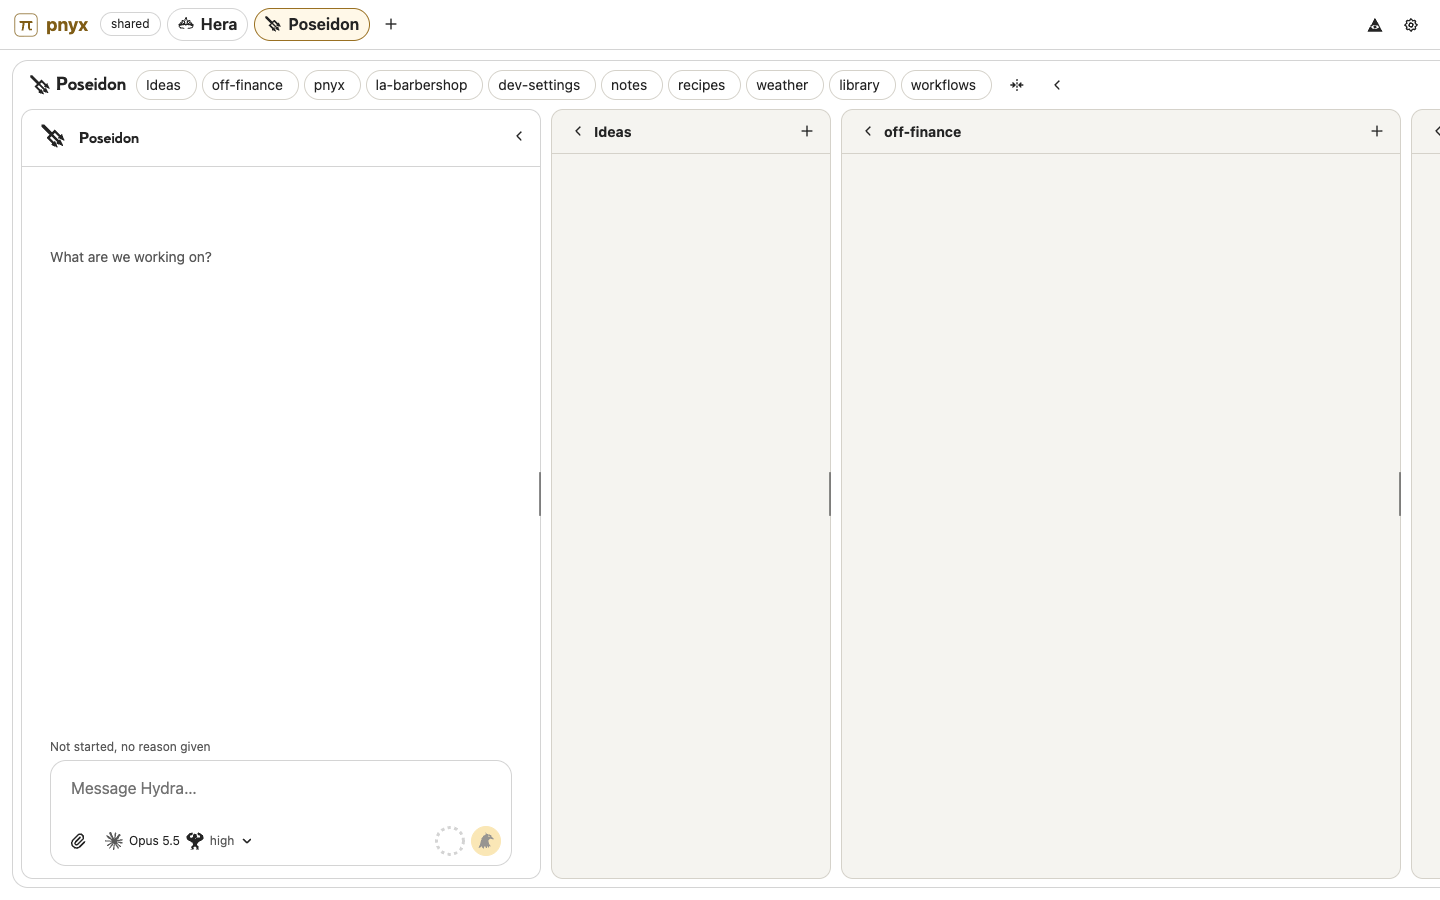 π pnyx shared Hera Poseidon
Poseidon Ideas off-finance pnyx la-barbershop dev-settings notes recipes weather library workflows
Poseidon
Ideas
off-finance
What are we working on?
Not started, no reason given
Message Hydra...
Opus 5.5 high